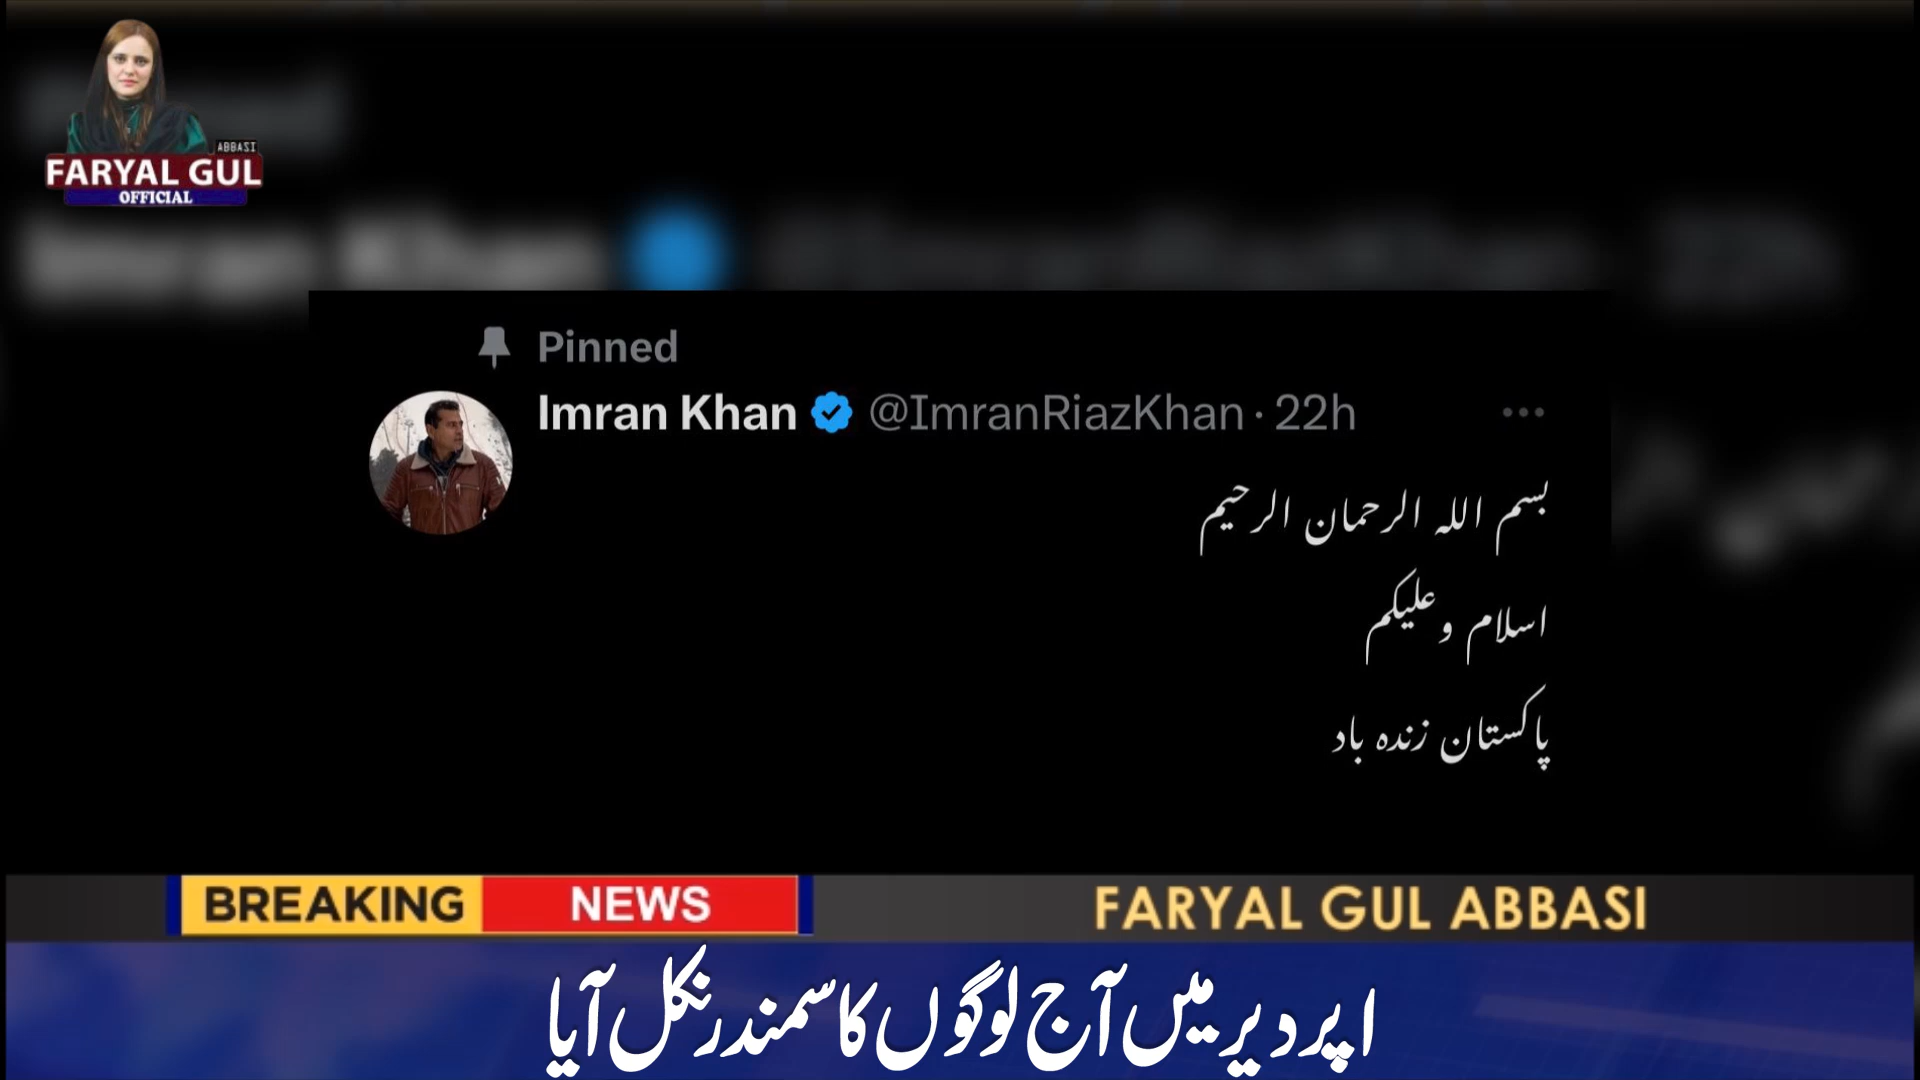 ABBASI
FARYAL GUL
OFFICIAL
Pinned
Imran Khan @ImranRiazKhan · 22h
بسم اللہ الرحمان الرحیم
اسلام وعلیکم
پاکستان زندہ باد
BREAKING NEWS
FARYAL GUL ABBASI
اپر دیر میں آج لوگوں کا سمندر نکل آیا